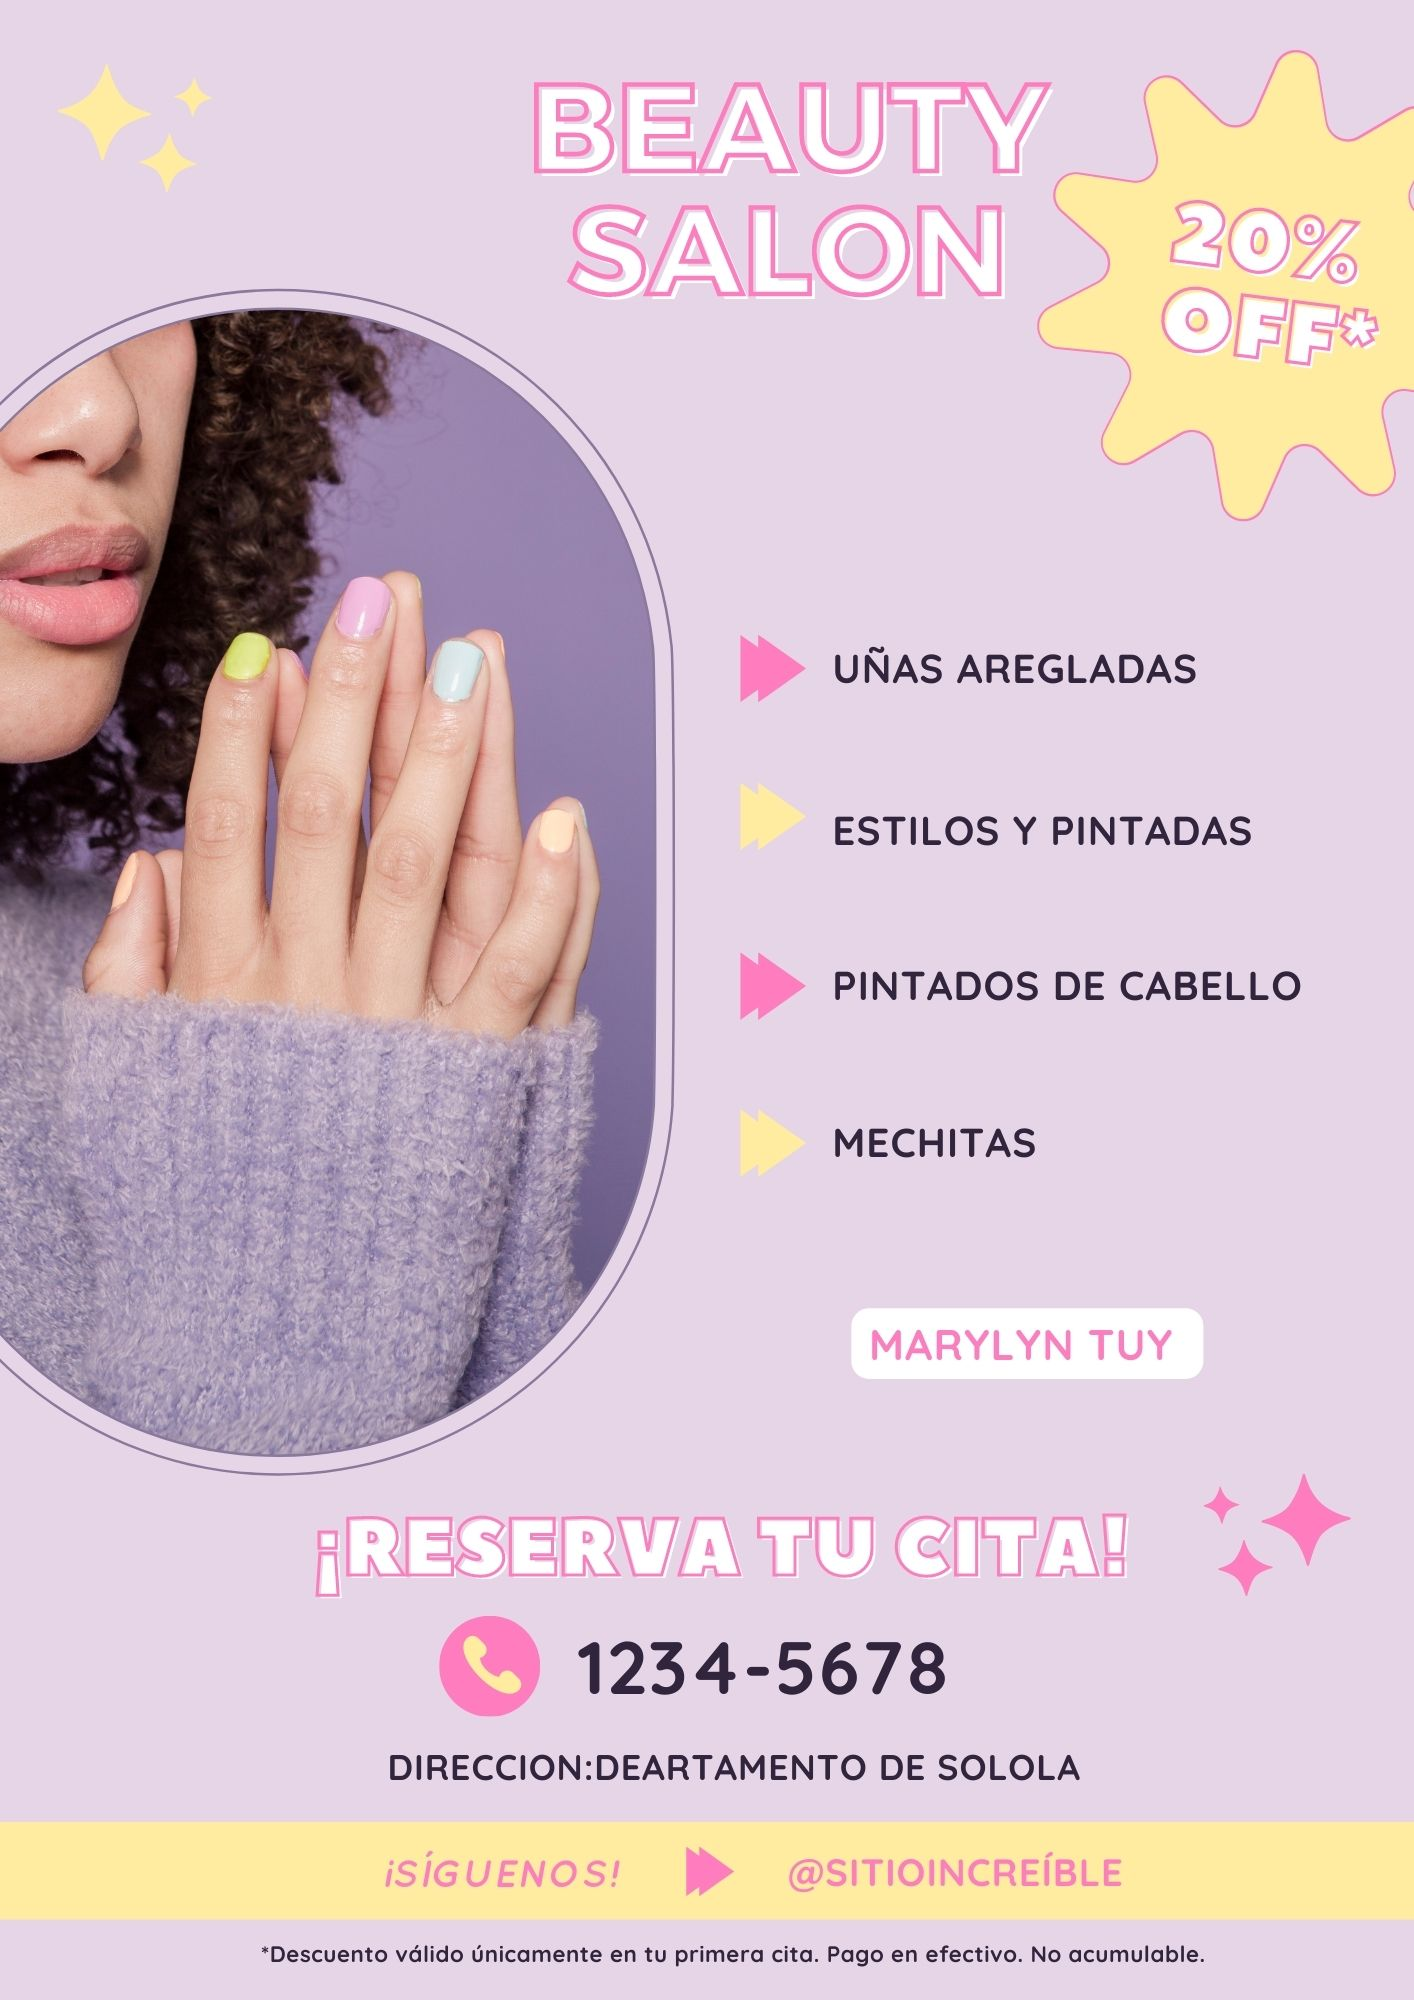 BEAUTY
SALON
20%
OFF*
UÑAS AREGLADAS
ESTILOS Y PINTADAS
PINTADOS DE CABELLO
MECHITAS
MARYLYN TUY
¡RESERVA TU CITA!
1234-5678
DIRECCION:DEARTAMENTO DE SOLOLA
¡SÍGUENOS! @SITIOINCREÍBLE
*Descuento válido únicamente en tu primera cita. Pago en efectivo. No acumulable.